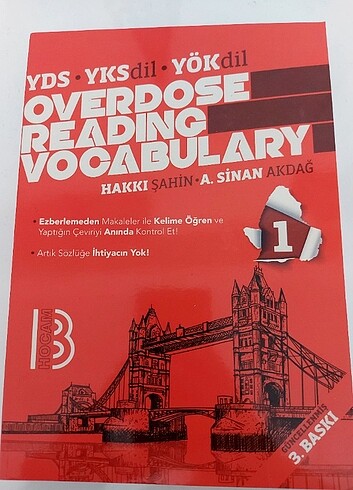 YDS • YKSdil • YÖKdil
OVERDOSE
READING
VOCABULARY
HAKKI ŞAHİN • A. SİNAN AKDAĞ
• Ezberlemeden Makaleler ile Kelime Öğren ve
Yaptığın Çeviriyi Anında Kontrol Et!
• Artık Sözlüğe İhtiyacın Yok!
1
B
HOCAM
GÜNCELLENMİŞ
3. BASKI